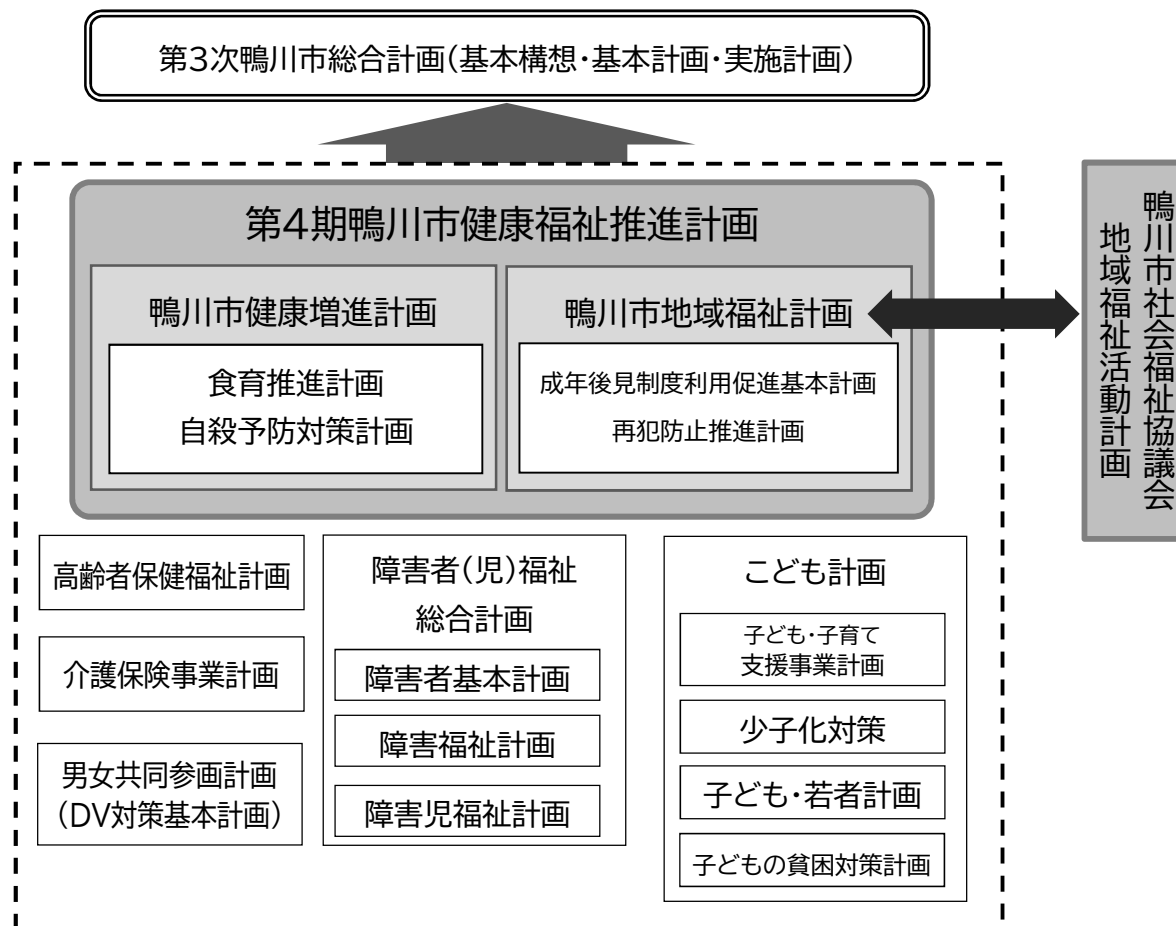 第3次鴨川市総合計画(基本構想・基本計画・実施計画)
第4期鴨川市健康福祉推進計画
鴨川市健康増進計画
食育推進計画
自殺予防対策計画
鴨川市地域福祉計画
成年後見制度利用促進基本計画
再犯防止推進計画
鴨川市社会福祉協議会
地域福祉活動計画
高齢者保健福祉計画
介護保険事業計画
男女共同参画計画
(DV対策基本計画)
障害者(児)福祉
総合計画
障害者基本計画
障害福祉計画
障害児福祉計画
こども計画
子ども・子育て
支援事業計画
少子化対策
子ども・若者計画
子どもの貧困対策計画